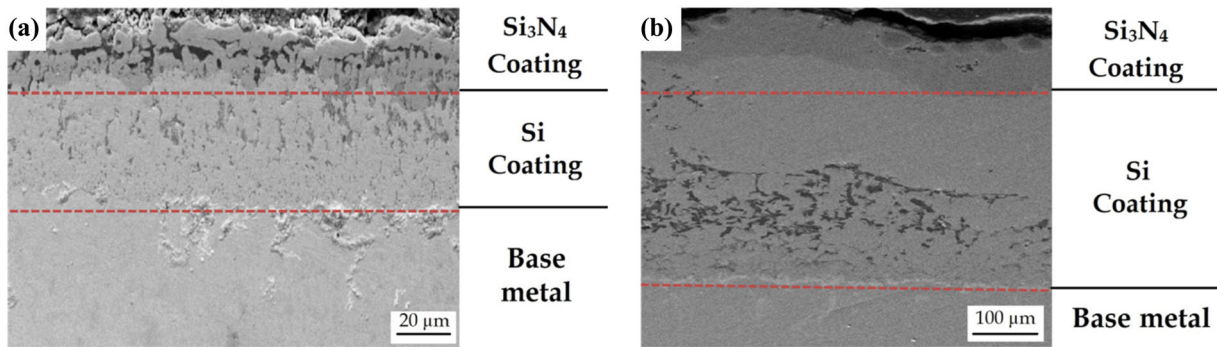 (a)
Si₃N₄
Coating
Si
Coating
Base
metal
20 μm
(b)
Si₃N₄
Coating
Si
Coating
Base metal
100 μm